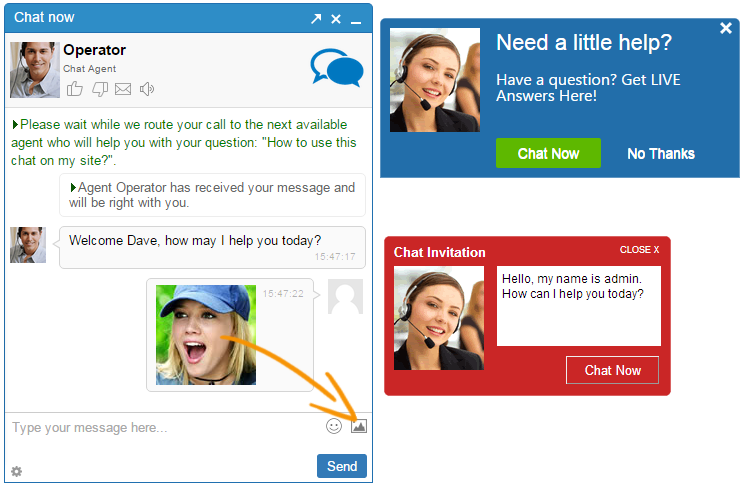 Chat now
Operator
Chat Agent
Please wait while we route your call to the next available
agent who will help you with your question: "How to use this
chat on my site?".
Agent Operator has received your message and
will be right with you.
Welcome Dave, how may I help you today?
15:47:17
15:47:22
Type your message here...
Send
Need a little help?
Have a question? Get LIVE
Answers Here!
Chat Now
No Thanks
Chat Invitation
CLOSE X
Hello, my name is admin.
How can I help you today?
Chat Now